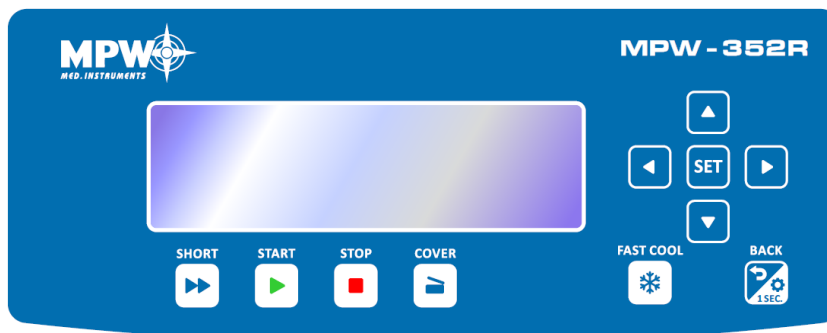 MPW
MED. INSTRUMENTS
MPW-352R
SET
SHORT
START
STOP
COVER
FAST COOL
BACK
1 SEC.